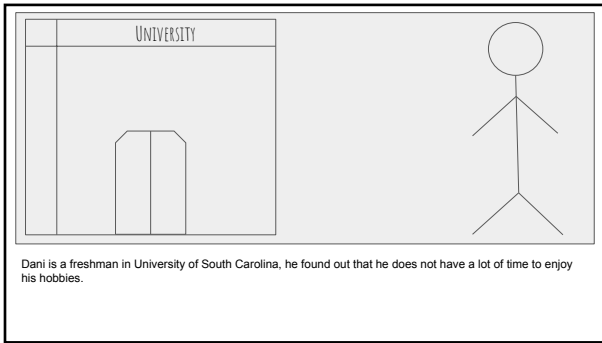 UNIVERSITY
Dani is a freshman in University of South Carolina, he found out that he does not have a lot of time to enjoy
his hobbies.